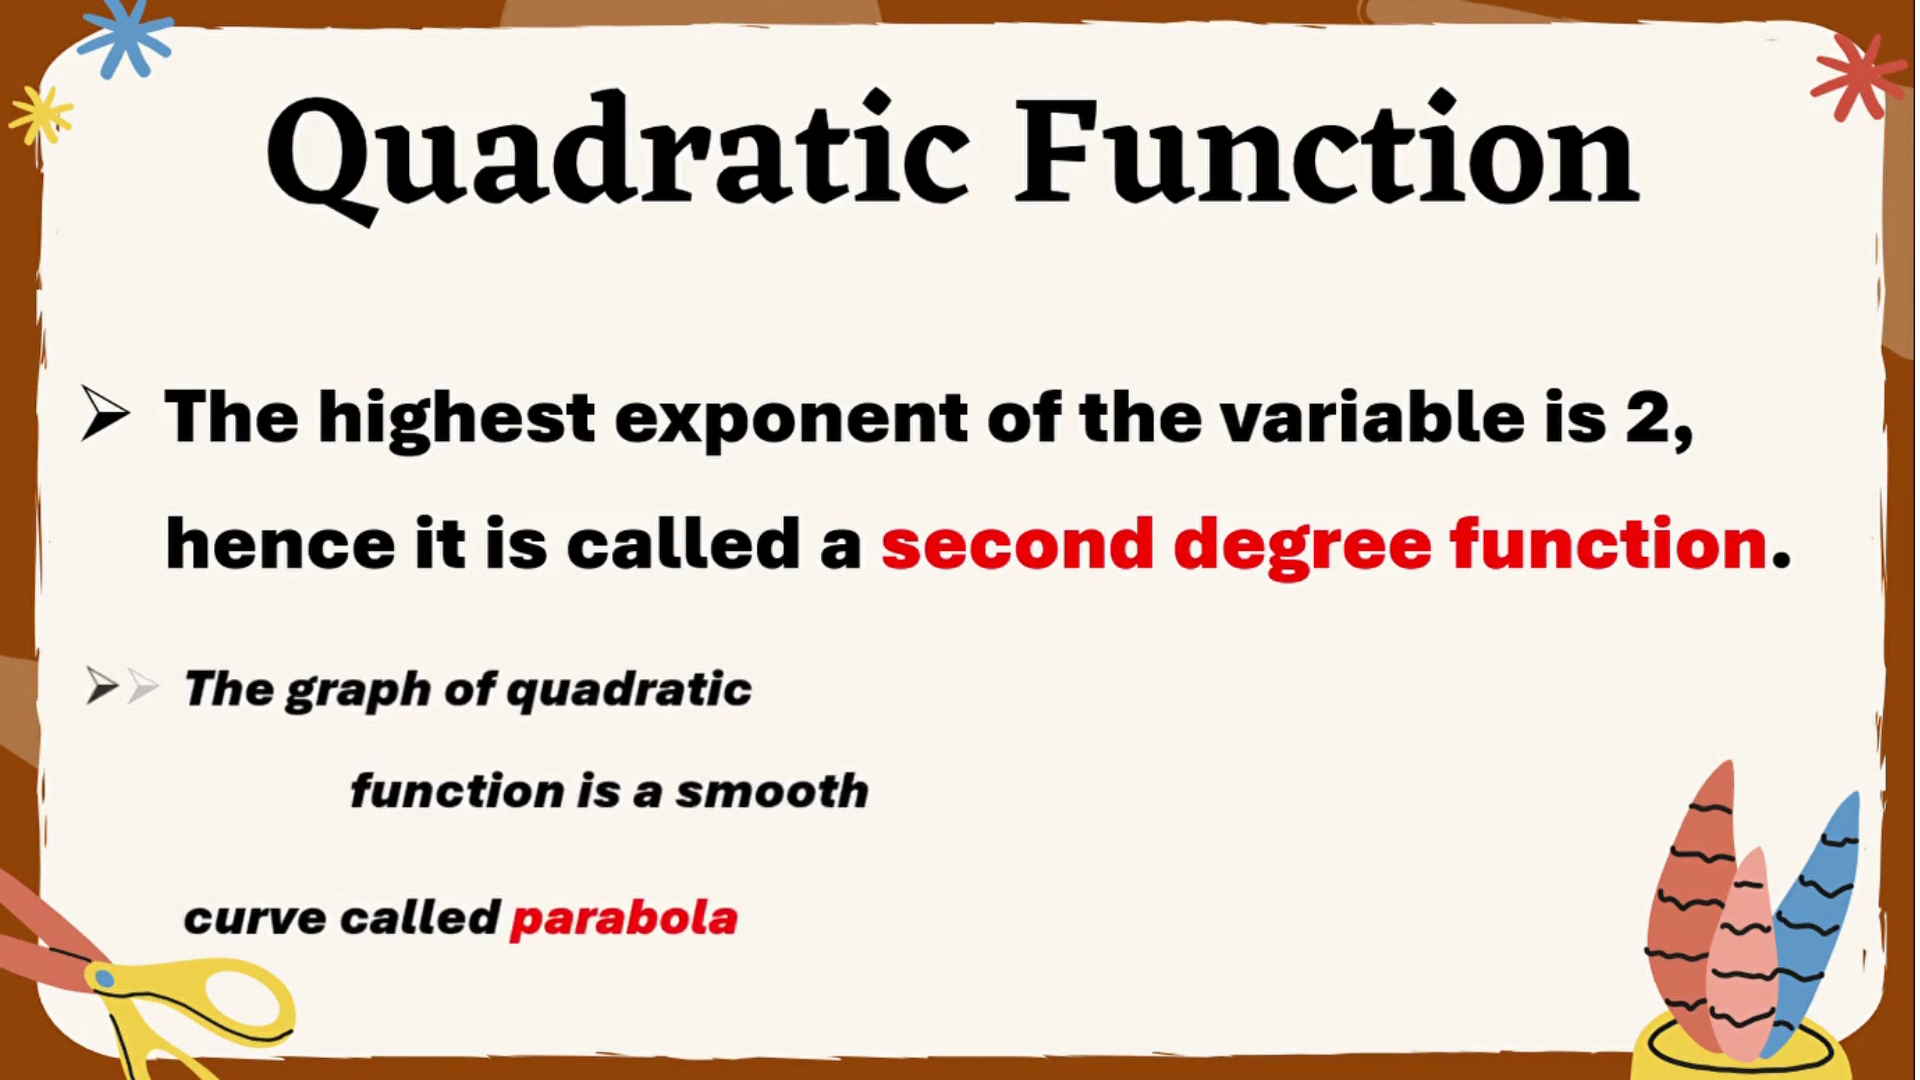 Quadratic Function
The highest exponent of the variable is 2,
hence it is called a second degree function.
The graph of quadratic
function is a smooth
curve called parabola